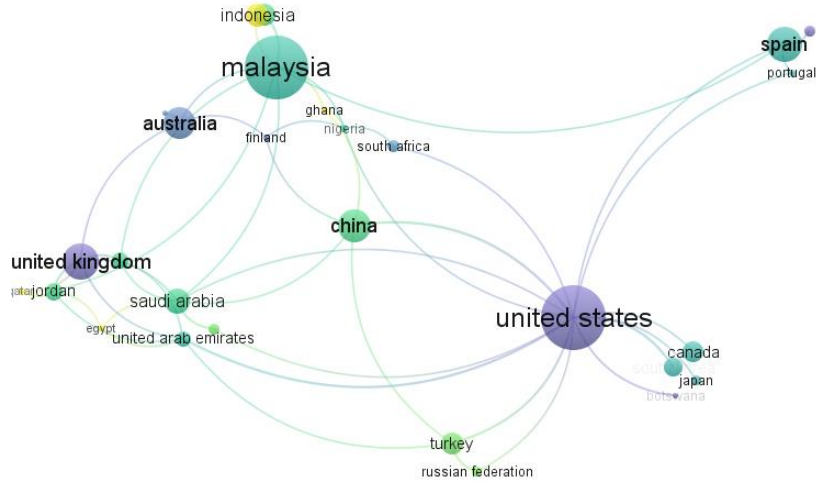 indonesia
spain
malaysia
portugal
ghana
australia
nigeria
finland
south africa
china
united kingdom
qatar
jordan
saudi arabia
united states
egypt
united arab emirates
canada
japan
botswana
turkey
russian federation